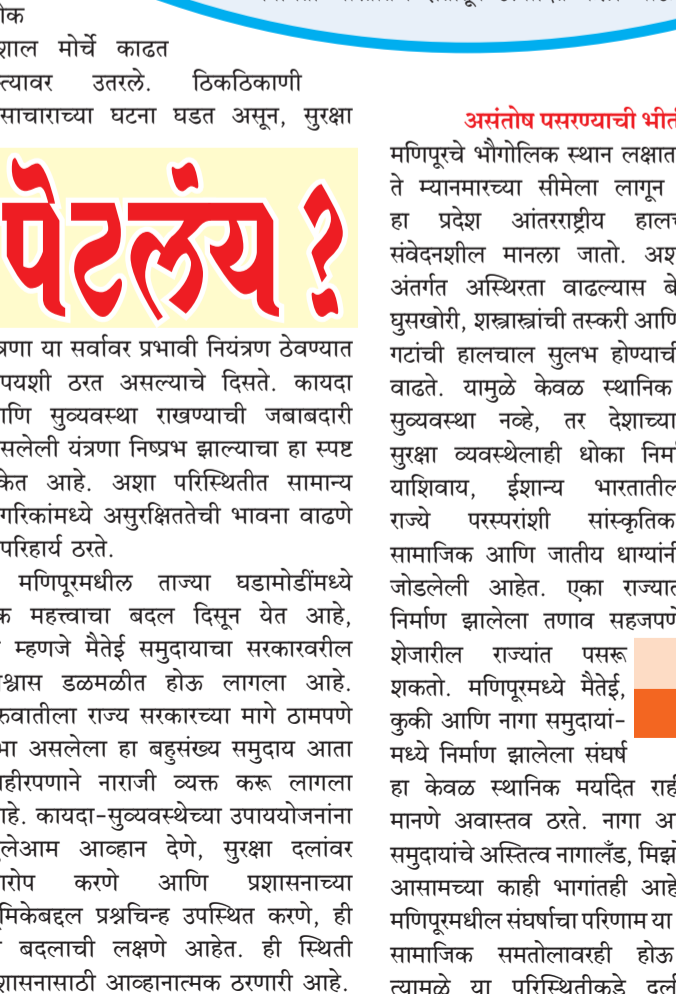 शाल मोर्चे काढत
त्यावर उतरले. ठिकठिकाणी
साचाराच्या घटना घडत असून, सुरक्षा
पेटलंय ?
त्रणा या सर्वावर प्रभावी नियंत्रण ठेवण्यात
पयशी ठरत असल्याचे दिसते. कायदा
आणि सुव्यवस्था राखण्याची जबाबदारी
सलेली यंत्रणा निष्प्रभ झाल्याचा हा स्पष्ट
केत आहे. अशा परिस्थितीत सामान्य
गरिकांमध्ये असुरक्षिततेची भावना वाढणे
परिहार्य ठरते.
मणिपूरमधील ताज्या घडामोडींमध्ये
क महत्त्वाचा बदल दिसून येत आहे,
म्हणजे मैतेई समुदायाचा सरकारवरील
श्वास डळमळीत होऊ लागला आहे.
रुवातीला राज्य सरकारच्या मागे ठामपणे
भा असलेला हा बहुसंख्य समुदाय आता
हीरपणाने नाराजी व्यक्त करू लागला
आहे. कायदा-सुव्यवस्थेच्या उपाययोजनांना
लेआम आव्हान देणे, सुरक्षा दलांवर
रोप करणे आणि प्रशासनाच्या
मिकेबद्दल प्रश्नचिन्ह उपस्थित करणे, ही
बदलाची लक्षणे आहेत. ही स्थिती
शासनासाठी आव्हानात्मक ठरणारी आहे.
असंतोष पसरण्याची भीती
मणिपूरचे भौगोलिक स्थान लक्षात
ते म्यानमारच्या सीमेला लागून
हा प्रदेश आंतरराष्ट्रीय हालच
संवेदनशील मानला जातो. अश
अंतर्गत अस्थिरता वाढल्यास बे
घुसखोरी, शस्त्रास्त्रांची तस्करी आणि
गटांची हालचाल सुलभ होण्याची
वाढते. यामुळे केवळ स्थानिक
सुव्यवस्था नव्हे, तर देशाच्या
सुरक्षा व्यवस्थेलाही धोका निर्म
याशिवाय, ईशान्य भारतातील
राज्ये परस्परांशी सांस्कृतिक
सामाजिक आणि जातीय धाग्यांनी
जोडलेली आहेत. एका राज्यात
निर्माण झालेला तणाव सहजपणे
शेजारील राज्यांत पसरू
शकतो. मणिपूरमध्ये मैतेई,
कुकी आणि नागा समुदायां-
मध्ये निर्माण झालेला संघर्ष
हा केवळ स्थानिक मर्यादेत राही
मानणे अवास्तव ठरते. नागा आ
समुदायांचे अस्तित्व नागालँड, मिझो
आसामच्या काही भागांतही आहे
मणिपूरमधील संघर्षाचा परिणाम या
सामाजिक समतोलावरही होऊ
त्यामुळे या परिस्थितीकडे दुर्ल